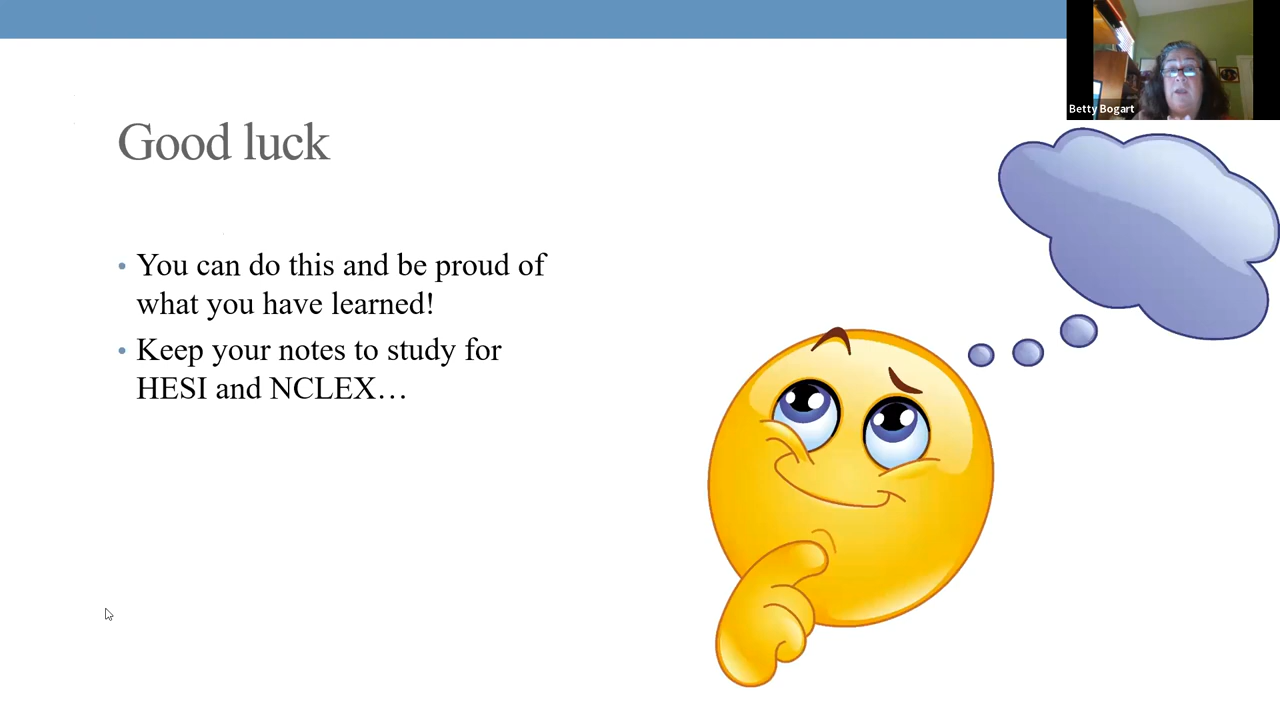 Betty Bogart
Good luck
• You can do this and be proud of
what you have learned!
• Keep your notes to study for
HESI and NCLEX…